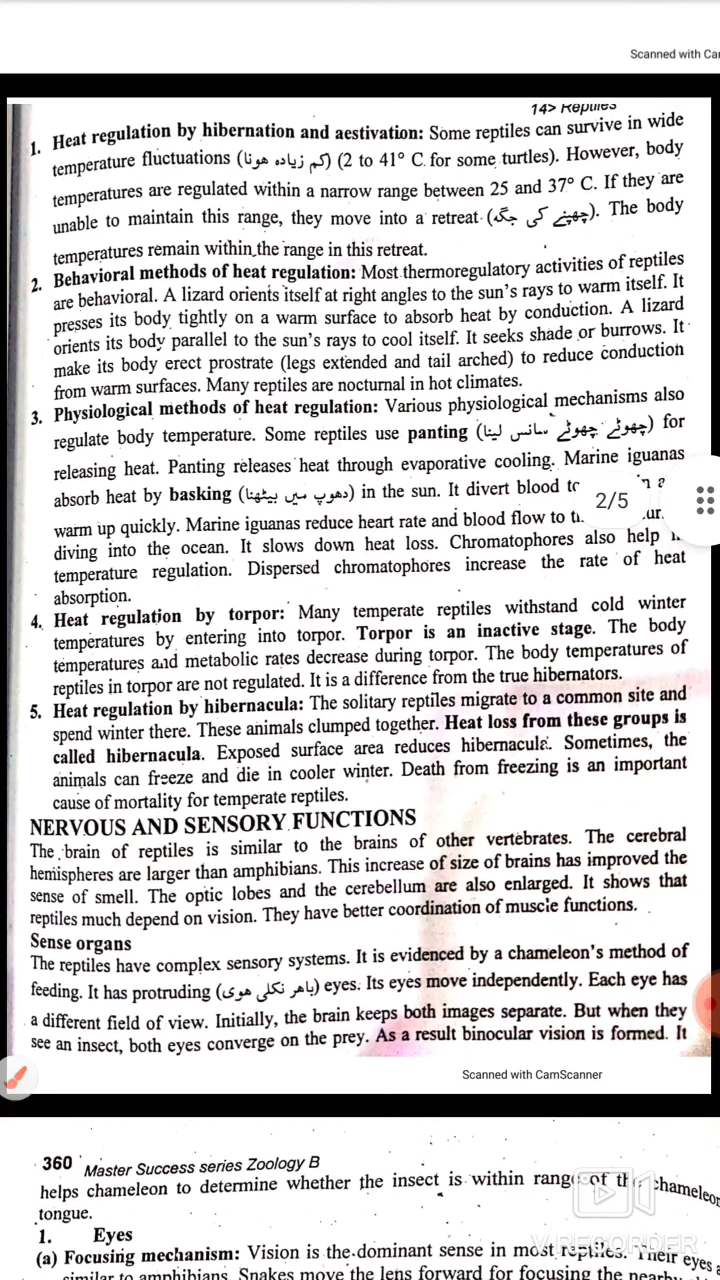 Scanned with Ca
14> Reptiles
1. Heat regulation by hibernation and aestivation: Some reptiles can survive in wide
temperature fluctuations (کم زیادہ ھونا) (2 to 41° C for some turtles). However, body
temperatures are regulated within a narrow range between 25 and 37° C. If they are
unable to maintain this range, they move into a retreat (چھپنے کی جگہ). The body
temperatures remain within the range in this retreat.
2. Behavioral methods of heat regulation: Most thermoregulatory activities of reptiles
are behavioral. A lizard orients itself at right angles to the sun's rays to warm itself. It
presses its body tightly on a warm surface to absorb heat by conduction. A lizard
orients its body parallel to the sun's rays to cool itself. It seeks shade or burrows. It
make its body erect prostrate (legs extended and tail arched) to reduce conduction
from warm surfaces. Many reptiles are nocturnal in hot climates.
3. Physiological methods of heat regulation: Various physiological mechanisms also
regulate body temperature. Some reptiles use panting (چھوٹے چھوٹے سانس لینا) for
releasing heat. Panting releases heat through evaporative cooling. Marine iguanas
absorb heat by basking (دھوپ میں بیٹھنا) in the sun. It divert blood to
2/5
warm up quickly. Marine iguanas reduce heart rate and blood flow to
diving into the ocean. It slows down heat loss. Chromatophores also help
temperature regulation. Dispersed chromatophores increase the rate of heat
absorption.
4. Heat regulation by torpor: Many temperate reptiles withstand cold winter
temperatures by entering into torpor. Torpor is an inactive stage. The body
temperatures and metabolic rates decrease during torpor. The body temperatures of
reptiles in torpor are not regulated. It is a difference from the true hibernators.
5. Heat regulation by hibernacula: The solitary reptiles migrate to a common site and
spend winter there. These animals clumped together. Heat loss from these groups is
called hibernacula. Exposed surface area reduces hibernacula. Sometimes, the
animals can freeze and die in cooler winter. Death from freezing is an important
cause of mortality for temperate reptiles.
NERVOUS AND SENSORY FUNCTIONS
The brain of reptiles is similar to the brains of other vertebrates. The cerebral
hemispheres are larger than amphibians. This increase of size of brains has improved the
sense of smell. The optic lobes and the cerebellum are also enlarged. It shows that
reptiles much depend on vision. They have better coordination of muscle functions.
Sense organs
The reptiles have complex sensory systems. It is evidenced by a chameleon's method of
feeding. It has protruding (باھر نکلی ھوی) eyes. Its eyes move independently. Each eye has
a different field of view. Initially, the brain keeps both images separate. But when they
see an insect, both eyes converge on the prey. As a result binocular vision is formed. It
Scanned with CamScanner
360 Master Success series Zoology B
helps chameleon to determine whether the insect is within range of the chameleon
tongue.
1. Eyes
(a) Focusing mechanism: Vision is the dominant sense in most reptiles. Their eyes
similar to amphibians. Snakes move the lens forward for focusing the nearby
V RECORDER